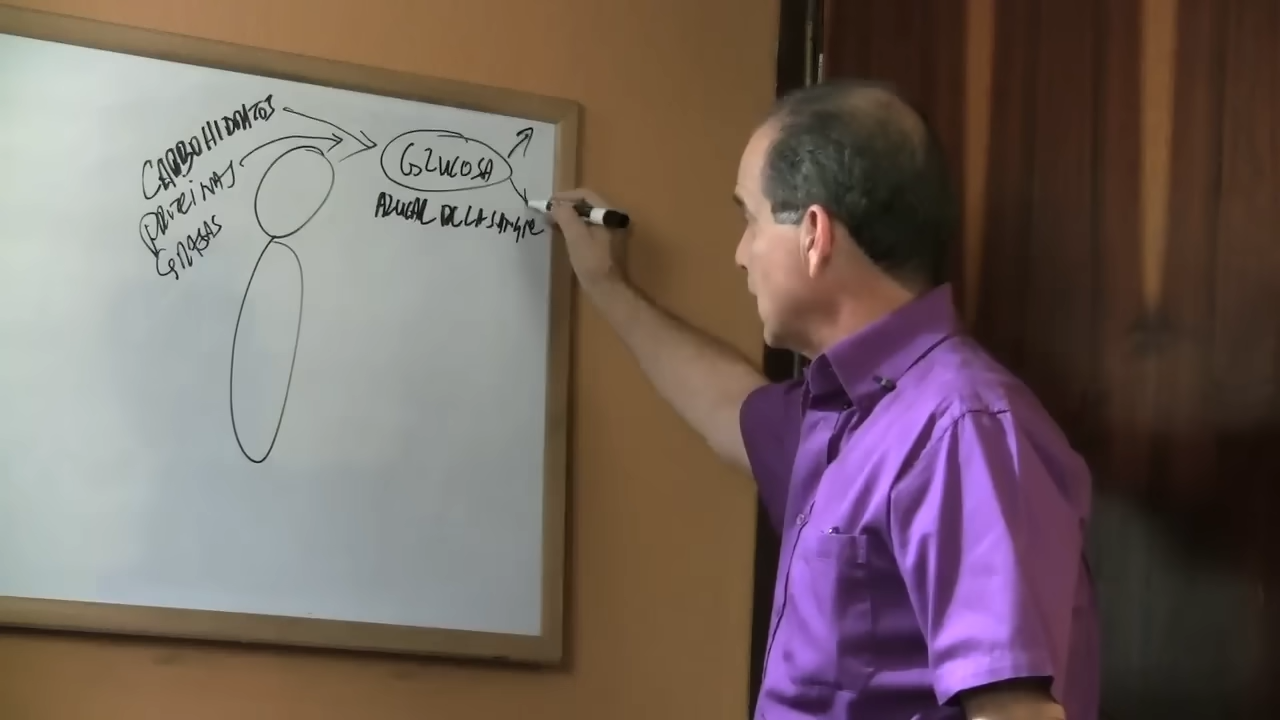 CARBOHIDRATOS
PROTEINAS
GRASAS
GLUCOSA
AZUCAR DE LA SANGRE